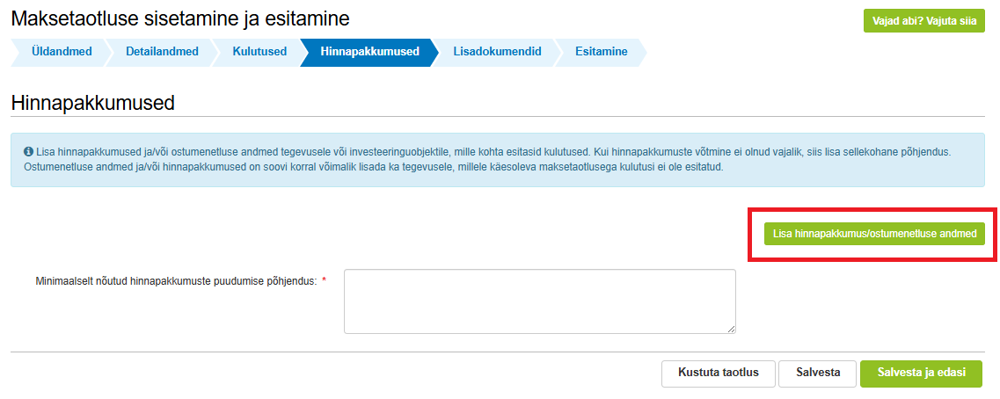 Maksetaotluse sisetamine ja esitamine
Vajad abi? Vajuta siia
Üldandmed
Detailandmed
Kulutused
Hinnapakkumused
Lisadokumendid
Esitamine
Hinnapakkumused
Lisa hinnapakkumused ja/või ostumenetluse andmed tegevusele või investeeringuobjektile, mille kohta esitasid kulutused. Kui hinnapakkumuste võtmine ei olnud vajalik, siis lisa sellekohane põhjendus.
Ostumenetluse andmed ja/või hinnapakkumused on soovi korral võimalik lisada ka tegevusele, millele käesoleva maksetaotlusega kulutusi ei ole esitatud.
Lisa hinnapakkumus/ostumenetluse andmed
Minimaalselt nõutud hinnapakkumuste puudumise põhjendus: *
Kustuta taotlus
Salvesta
Salvesta ja edasi